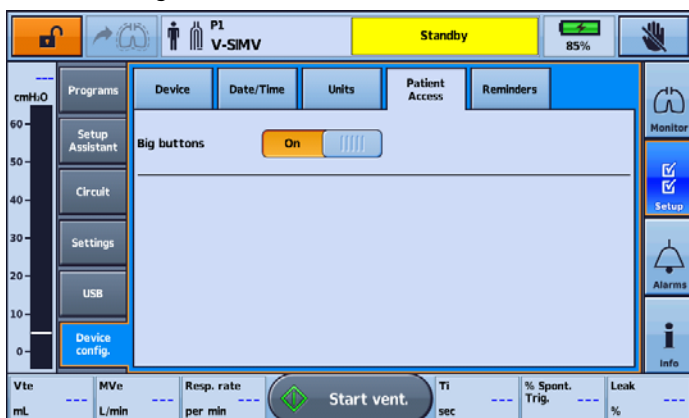 P1
V-SIMV
Standby
85%
---
cmH2O
60
50
40
30
20
10
0
Programs
Setup
Assistant
Circuit
Settings
USB
Device
config.
Device
Date/Time
Units
Patient
Access
Reminders
Big buttons
On
Monitor
Setup
Alarms
Info
Vte
---
mL
MVe
---
L/min
Resp. rate
---
per min
Start vent.
Ti
---
sec
% Spont.
Trig.
---
Leak
---
%